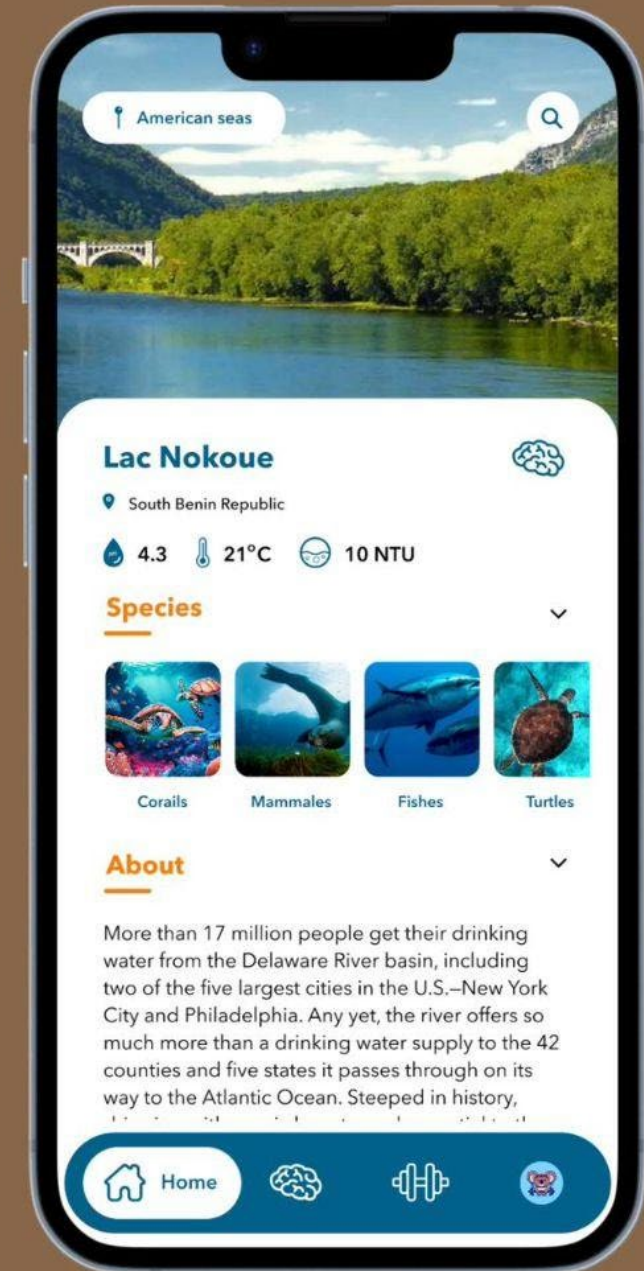 American seas
Lac Nokoue
South Benin Republic
pH 4.3 21°C 10 NTU
Species
Corails Mammales Fishes Turtles
About
More than 17 million people get their drinking
water from the Delaware River basin, including
two of the five largest cities in the U.S.—New York
City and Philadelphia. Any yet, the river offers so
much more than a drinking water supply to the 42
counties and five states it passes through on its
way to the Atlantic Ocean. Steeped in history,
Home